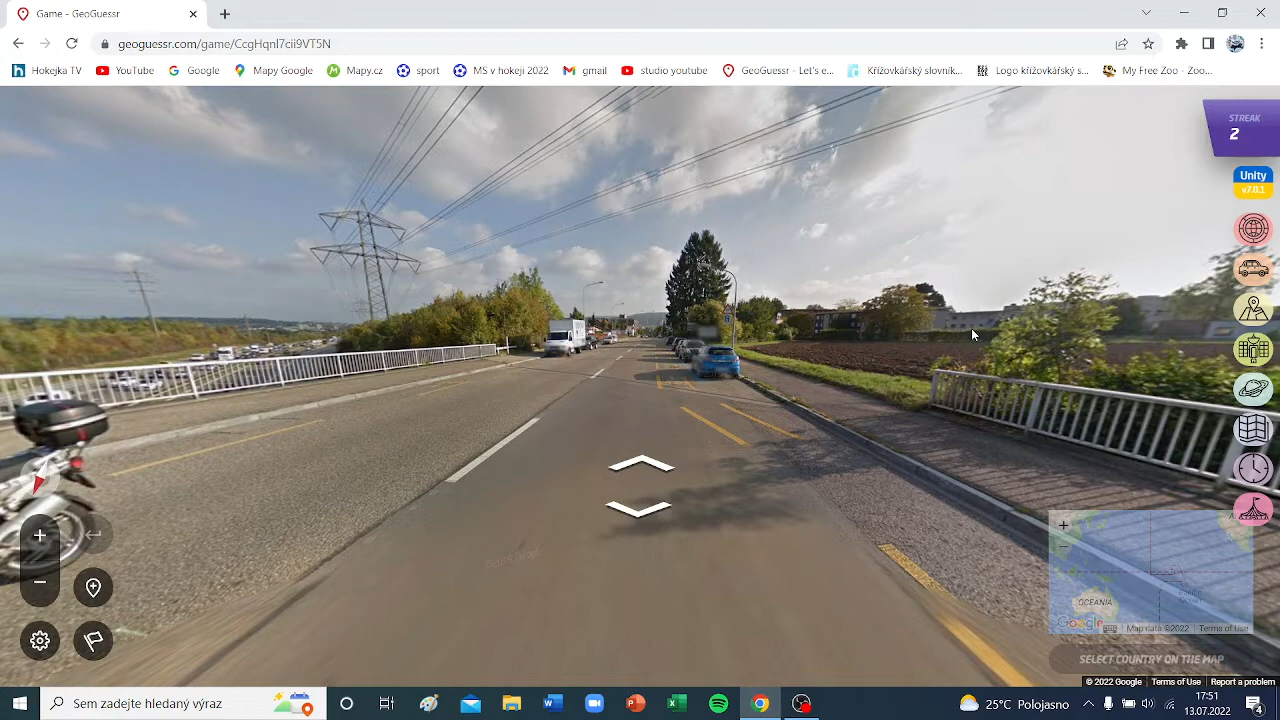 Game - GeoGuessr
geoguessr.com/game/CcgHqnl7cii9VT5N
Hokejka TV
YouTube
Google
Mapy Google
Mapy.cz
sport
MS v hokeji 2022
gmail
studio youtube
GeoGuessr - Let's e...
Křížovkářský slovník...
Logo křížovkářský s...
My Free Zoo - Zoo...
STREAK
2
Unity
v7.0.1
OCEANIA
Google
Map data ©2022
Terms of Use
SELECT COUNTRY ON THE MAP
© 2022 Google
Terms of Use
Report a problem
Sem zadejte hledaný výraz
25°C Polojasno
17:51
13.07.2022
4